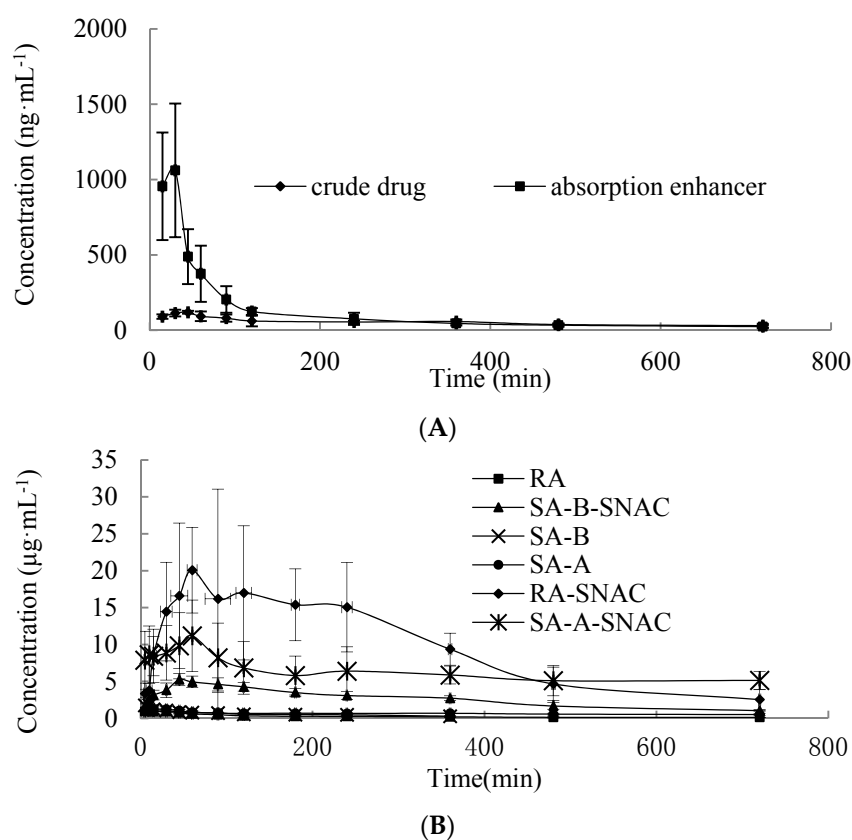 Concentration (ng·mL-1)
2000
1500
1000
500
0
crude drug
absorption enhancer
200
400
600
800
Time (min)
(A)
Concentration (µg·mL-1)
35
30
25
20
15
10
5
0
RA
SA-B-SNAC
SA-B
SA-A
RA-SNAC
SA-A-SNAC
0
200
400
600
800
Time(min)
(B)